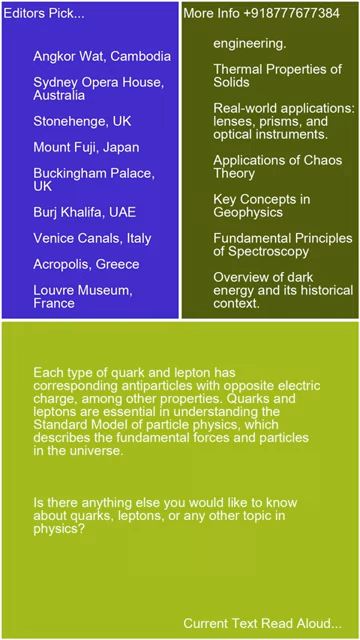 Editors Pick...
Angkor Wat, Cambodia
Sydney Opera House,
Australia
Stonehenge, UK
Mount Fuji, Japan
Buckingham Palace,
UK
Burj Khalifa, UAE
Venice Canals, Italy
Acropolis, Greece
Louvre Museum,
France
More Info +918777677384
engineering.
Thermal Properties of
Solids
Real-world applications:
lenses, prisms, and
optical instruments.
Applications of Chaos
Theory
Key Concepts in
Geophysics
Fundamental Principles
of Spectroscopy
Overview of dark
energy and its historical
context.
Each type of quark and lepton has
corresponding antiparticles with opposite electric
charge, among other properties. Quarks and
leptons are essential in understanding the
Standard Model of particle physics, which
describes the fundamental forces and particles
in the universe.
Is there anything else you would like to know
about quarks, leptons, or any other topic in
physics?
Current Text Read Aloud...